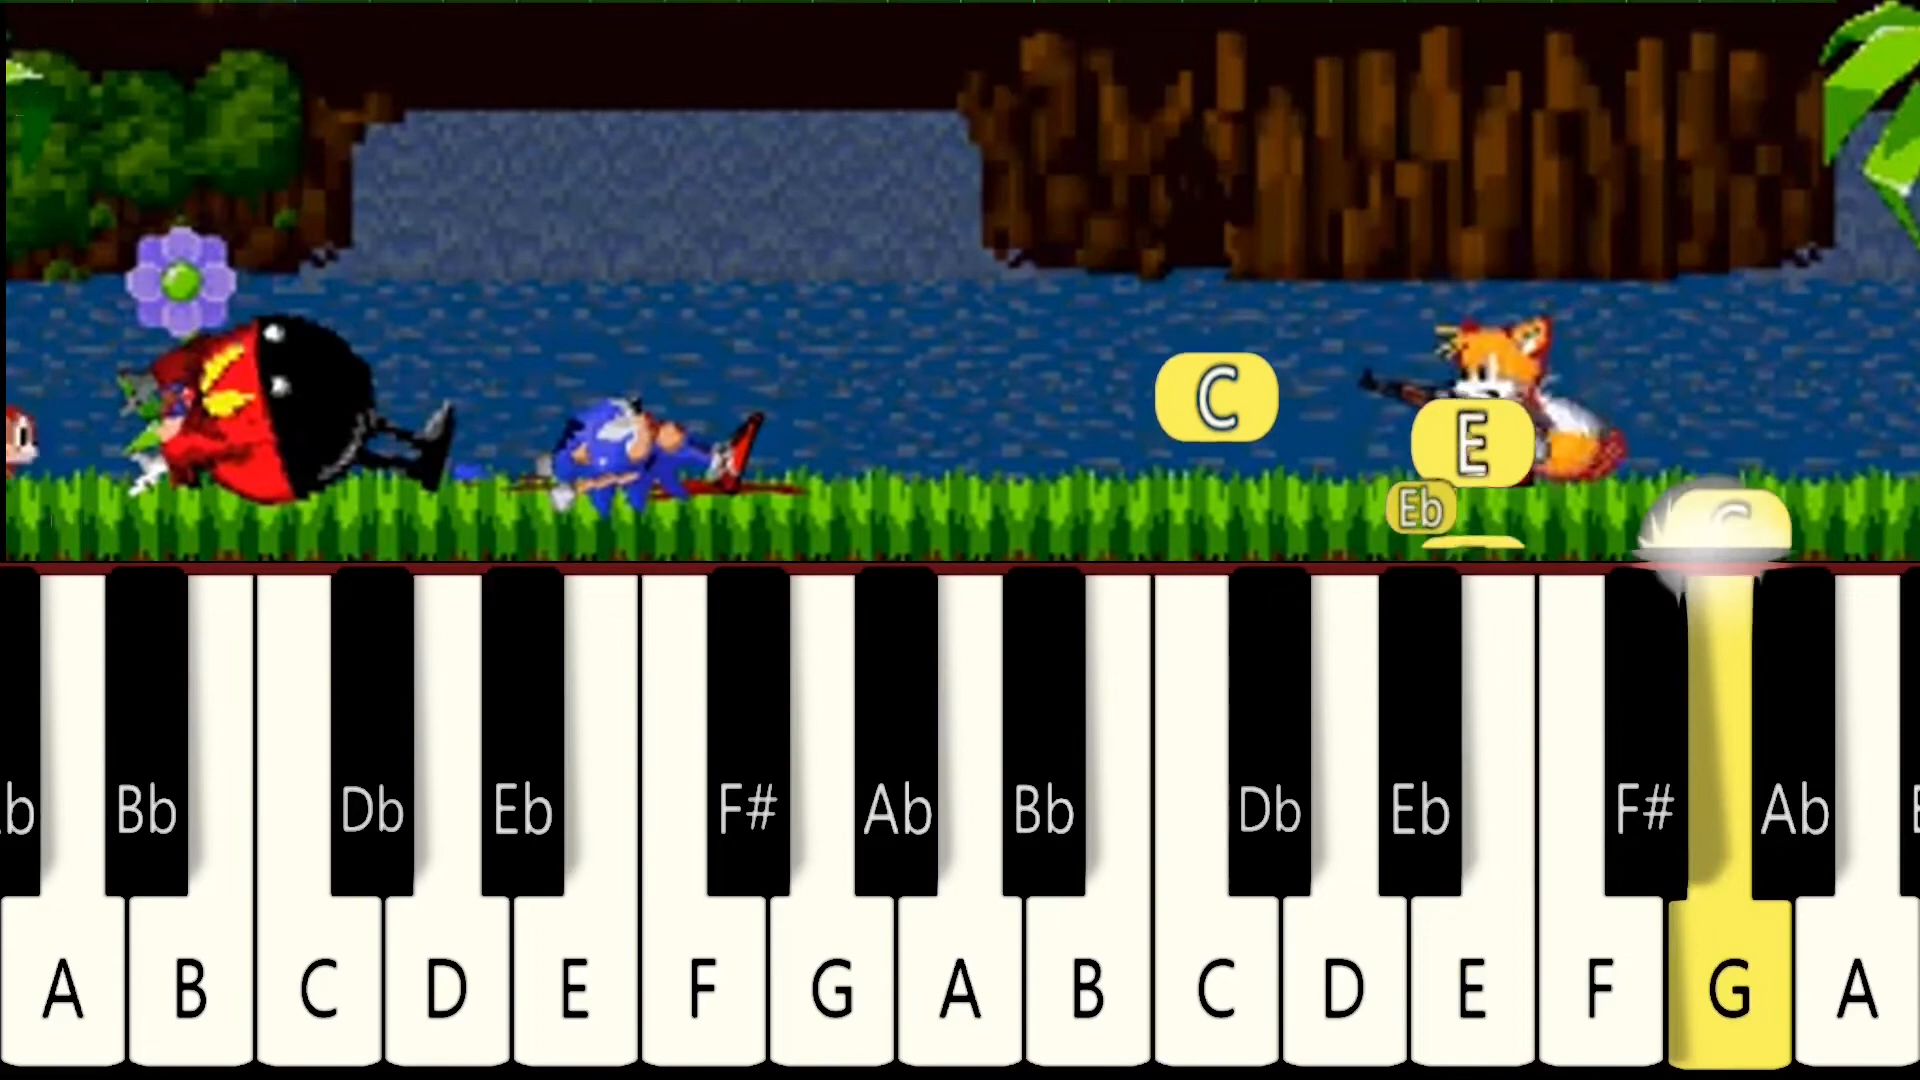 C
E
Eb
Bb Db Eb F# Ab Bb Db Eb F# Ab
A B C D E F G A B C D E F G A